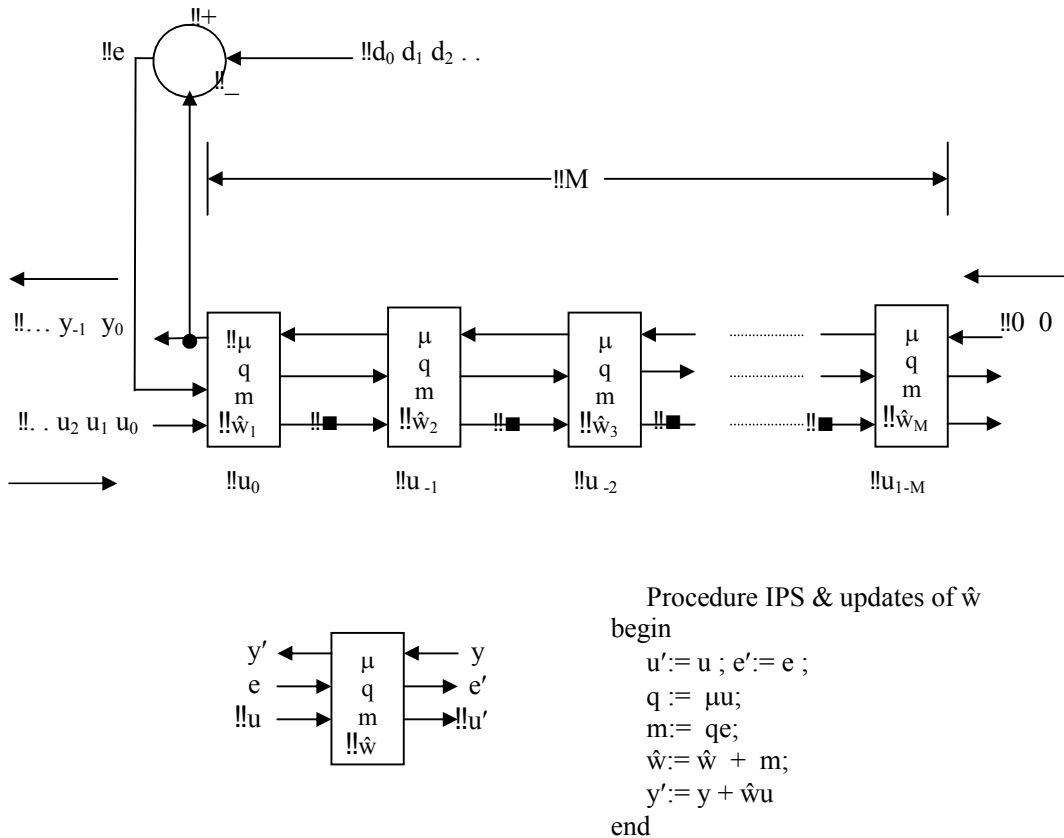 ‼+
‼e
‼d₀ d₁ d₂ . .
‼_
‼M
‼... y₋₁ y₀
‼μ
q
m
‼ŵ₁
μ
q
m
‼ŵ₂
μ
q
m
‼ŵ₃
μ
q
m
‼ŵ_M
‼0 0
‼. . u₂ u₁ u₀
‼■
‼■
‼■
‼■
‼u₀
‼u₋₁
‼u₋₂
‼u₁₋M
y′
e
‼u
μ
q
m
‼ŵ
y
e′
‼u′
Procedure IPS & updates of ŵ
begin
u′:= u ; e′:= e ;
q := μu;
m:= qe;
ŵ:= ŵ + m;
y′:= y + ŵu
end